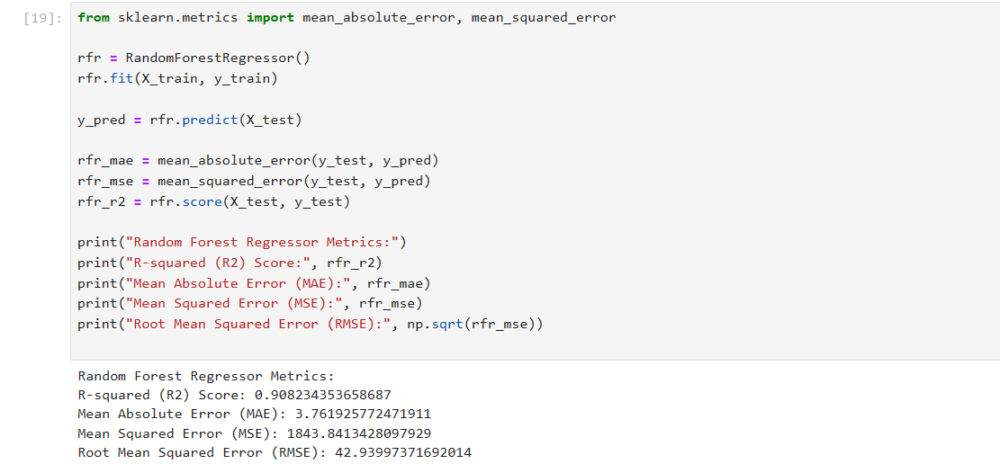 [19]: from sklearn.metrics import mean_absolute_error, mean_squared_error
rfr = RandomForestRegressor()
rfr.fit(X_train, y_train)
y_pred = rfr.predict(X_test)
rfr_mae = mean_absolute_error(y_test, y_pred)
rfr_mse = mean_squared_error(y_test, y_pred)
rfr_r2 = rfr.score(X_test, y_test)
print("Random Forest Regressor Metrics:")
print("R-squared (R2) Score:", rfr_r2)
print("Mean Absolute Error (MAE):", rfr_mae)
print("Mean Squared Error (MSE):", rfr_mse)
print("Root Mean Squared Error (RMSE):", np.sqrt(rfr_mse))
Random Forest Regressor Metrics:
R-squared (R2) Score: 0.908234353658687
Mean Absolute Error (MAE): 3.761925772471911
Mean Squared Error (MSE): 1843.8413428097929
Root Mean Squared Error (RMSE): 42.93997371692014